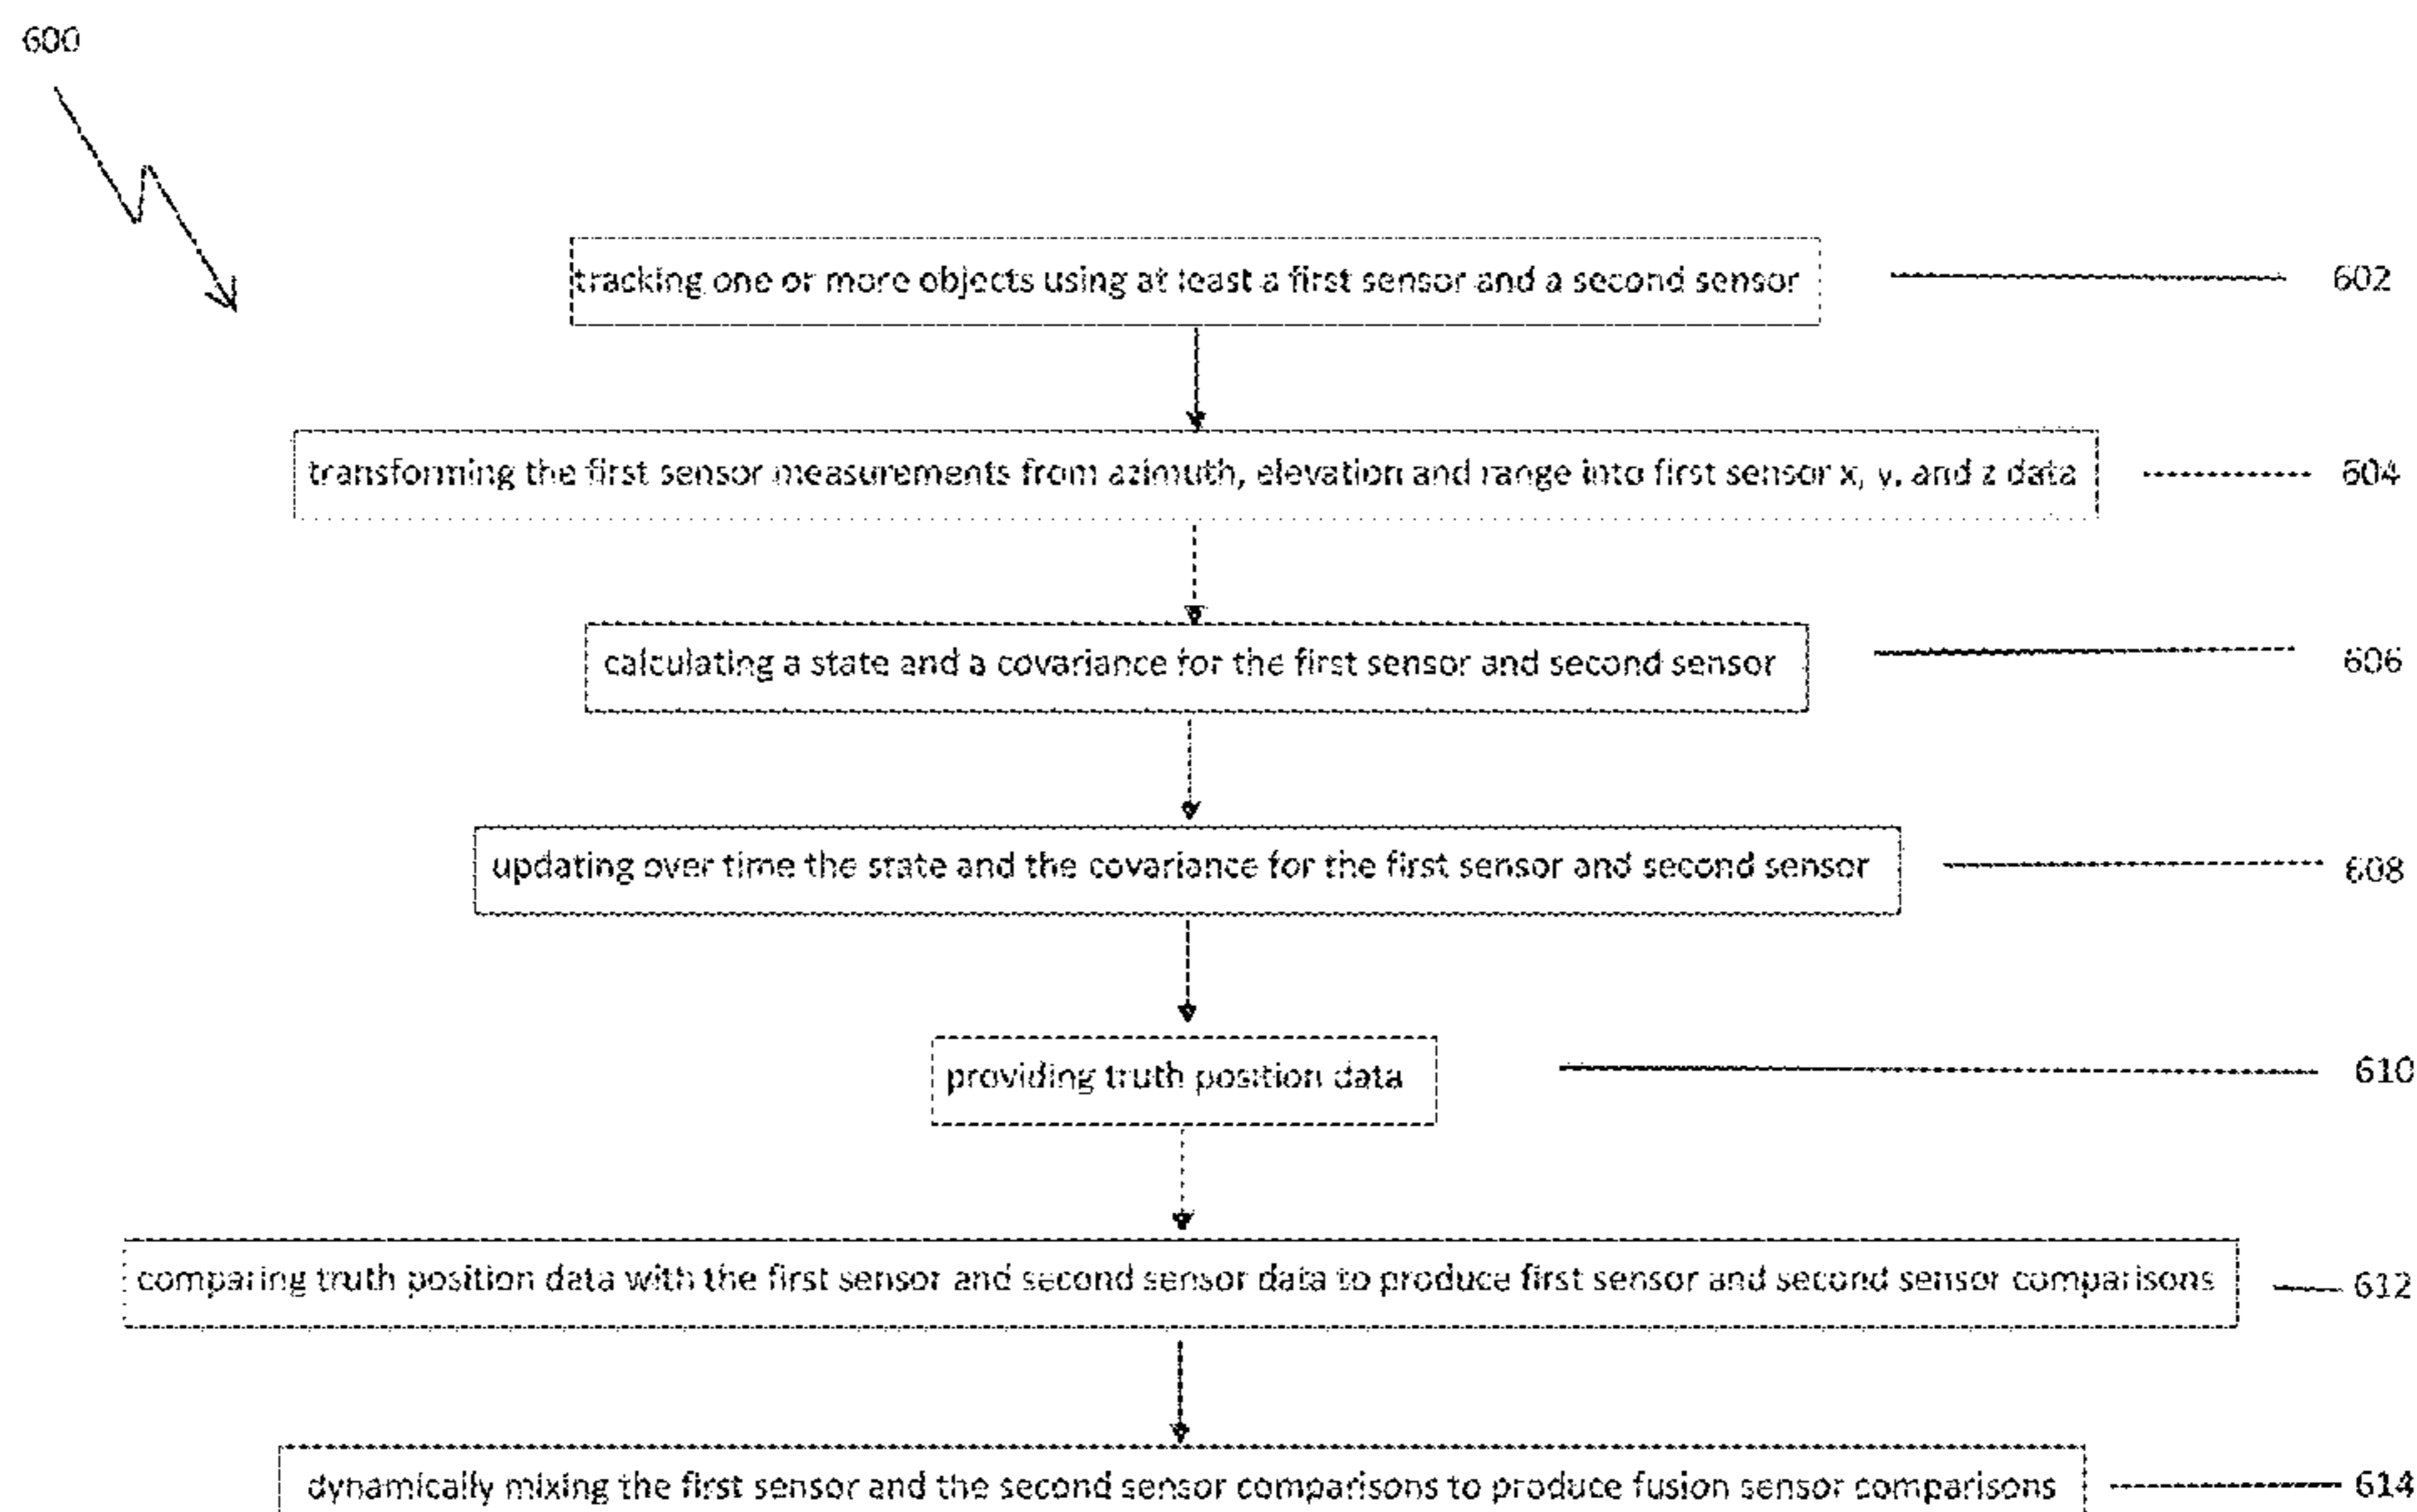 600
tracking one or more objects using at least a first sensor and a second sensor
602
transforming the first sensor measurements from azimuth, elevation and range into first sensor x, y, and z data
604
calculating a state and a covariance for the first sensor and second sensor
606
updating over time the state and the covariance for the first sensor and second sensor
608
providing truth position data
610
comparing truth position data with the first sensor and second sensor data to produce first sensor and second sensor comparisons
612
dynamically mixing the first sensor and the second sensor comparisons to produce fusion sensor comparisons
614